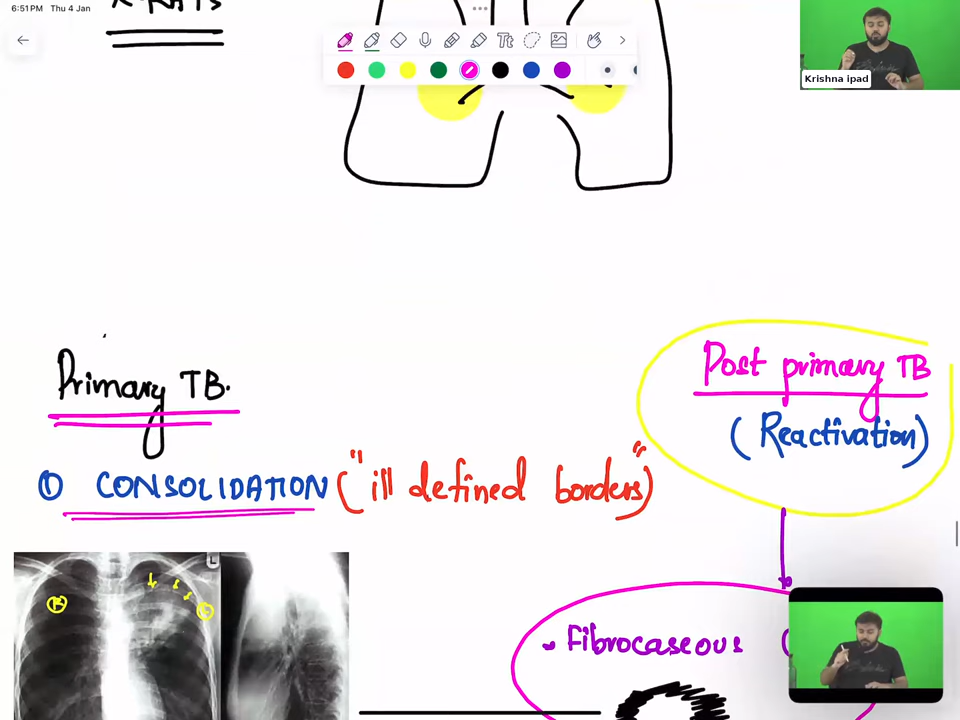 6:51 PM Thu 4 Jan
Tt
Krishna ipad
Primary TB.
Post primary TB
(Reactivation)
① CONSOLIDATION ("ill defined borders")
L
R
L
Fibrocaseous